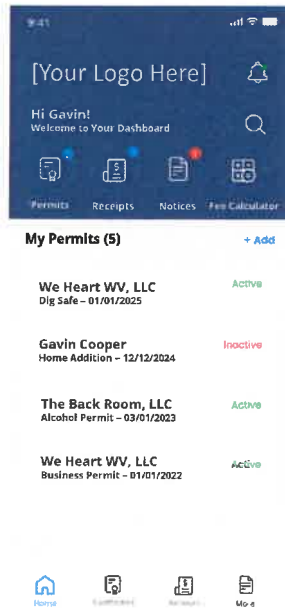 9:41
[Your Logo Here]
Hi Gavin!
Welcome to Your Dashboard
Permits Receipts Notices Fee Calculator
My Permits (5) + Add
We Heart WV, LLC Active
Dig Safe – 01/01/2025
Gavin Cooper Inactive
Home Addition – 12/12/2024
The Back Room, LLC Active
Alcohol Permit – 03/01/2023
We Heart WV, LLC Active
Business Permit – 01/01/2022
Home More